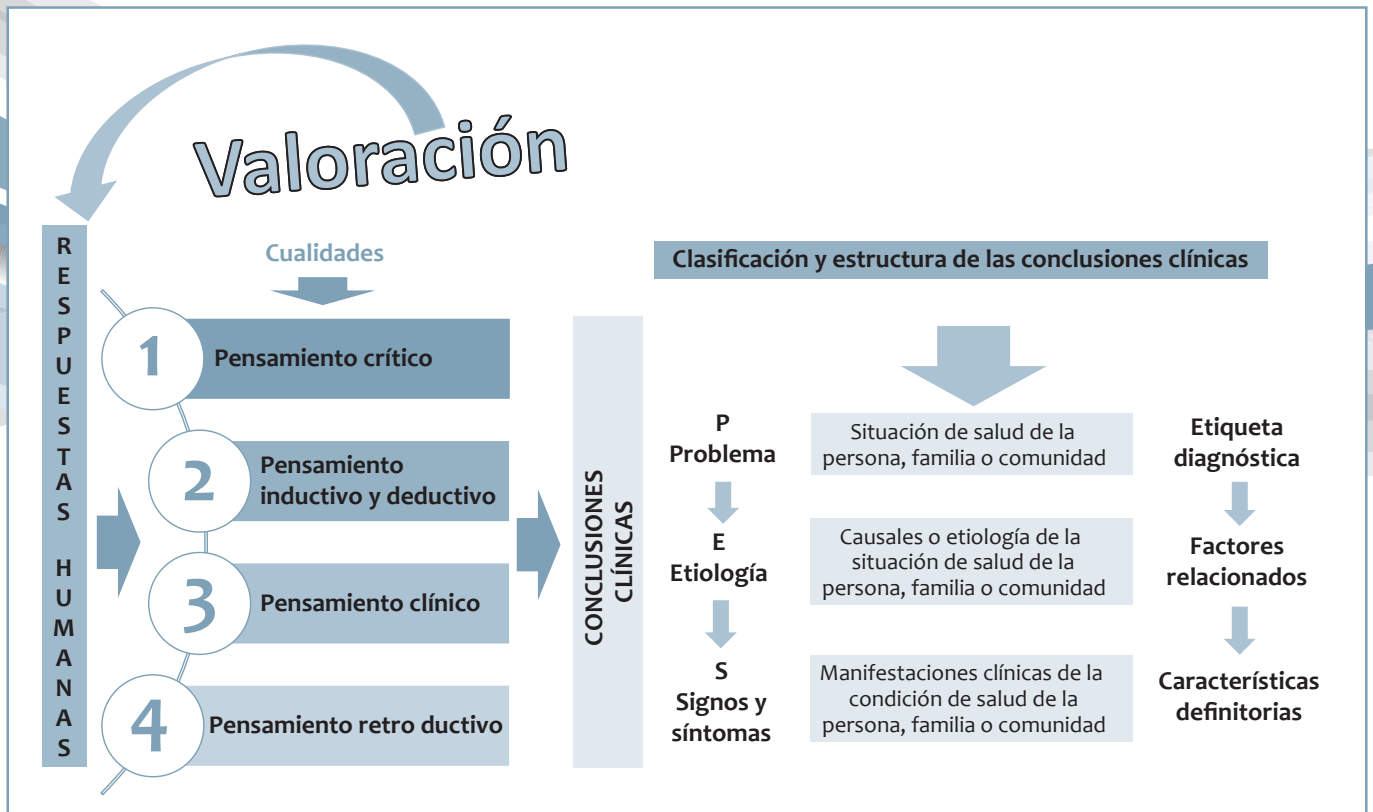 Valoración
RESPUESTAS HUMANAS
Cualidades
1
Pensamiento crítico
2
Pensamiento
inductivo y deductivo
3
Pensamiento clínico
4
Pensamiento retro ductivo
CONCLUSIONES
CLÍNICAS
Clasificación y estructura de las conclusiones clínicas
P
Problema
Situación de salud de la
persona, familia o comunidad
Etiqueta
diagnóstica
E
Etiología
Causales o etiología de la
situación de salud de la
persona, familia o comunidad
Factores
relacionados
S
Signos y
síntomas
Manifestaciones clínicas de la
condición de salud de la
persona, familia o comunidad
Características
definitorias